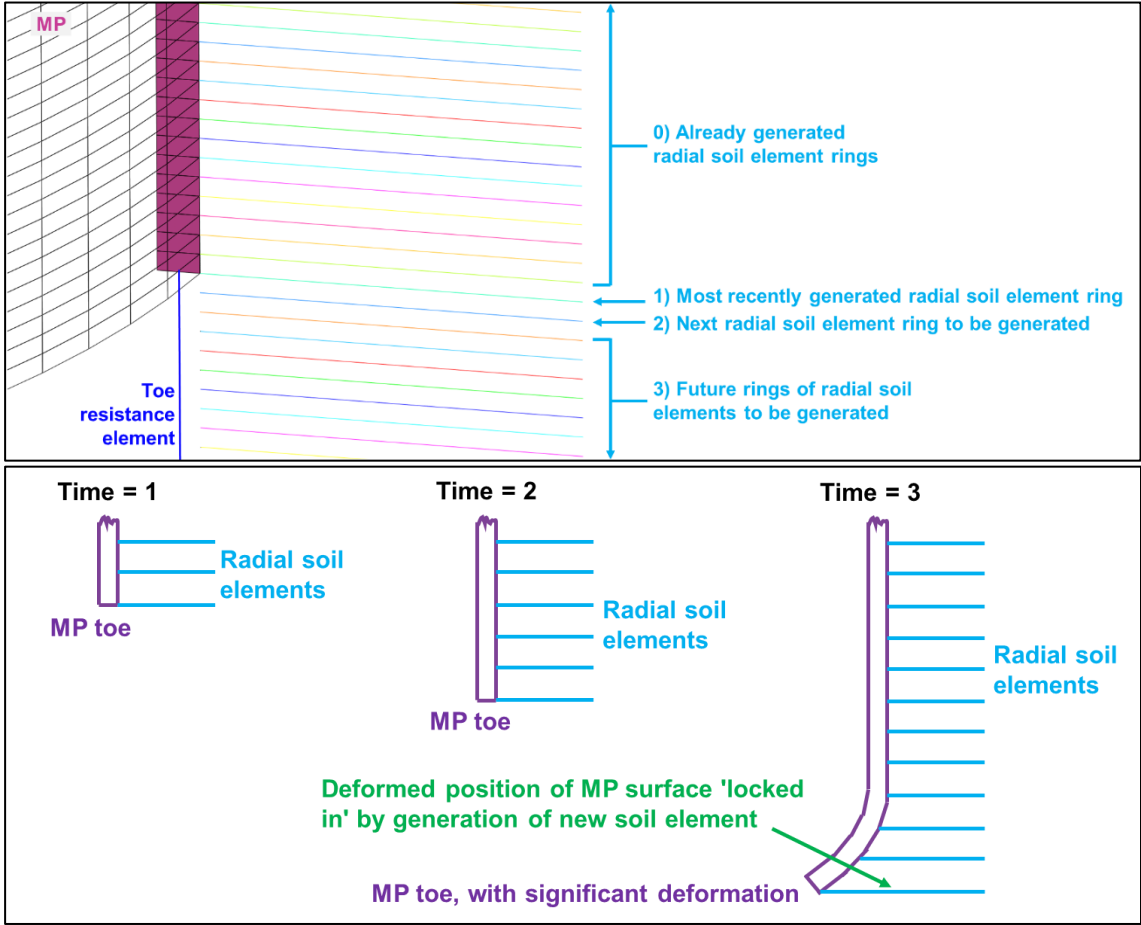 MP
0) Already generated
radial soil element rings
1) Most recently generated radial soil element ring
2) Next radial soil element ring to be generated
3) Future rings of radial soil
elements to be generated
Toe
resistance
element
Time = 1
Time = 2
Time = 3
Radial soil
elements
MP toe
Radial soil
elements
MP toe
Radial soil
elements
Deformed position of MP surface 'locked
in' by generation of new soil element
MP toe, with significant deformation